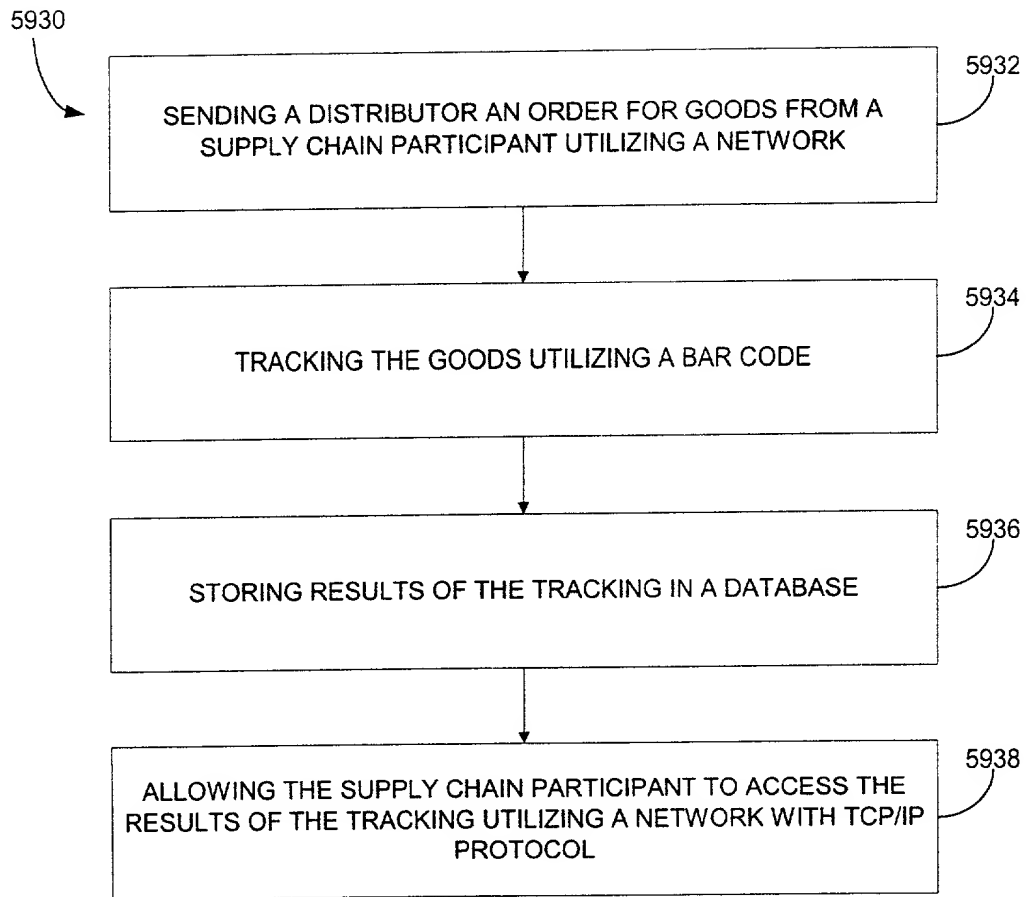 5930
5932
SENDING A DISTRIBUTOR AN ORDER FOR GOODS FROM A
SUPPLY CHAIN PARTICIPANT UTILIZING A NETWORK
5934
TRACKING THE GOODS UTILIZING A BAR CODE
5936
STORING RESULTS OF THE TRACKING IN A DATABASE
5938
ALLOWING THE SUPPLY CHAIN PARTICIPANT TO ACCESS THE
RESULTS OF THE TRACKING UTILIZING A NETWORK WITH TCP/IP
PROTOCOL